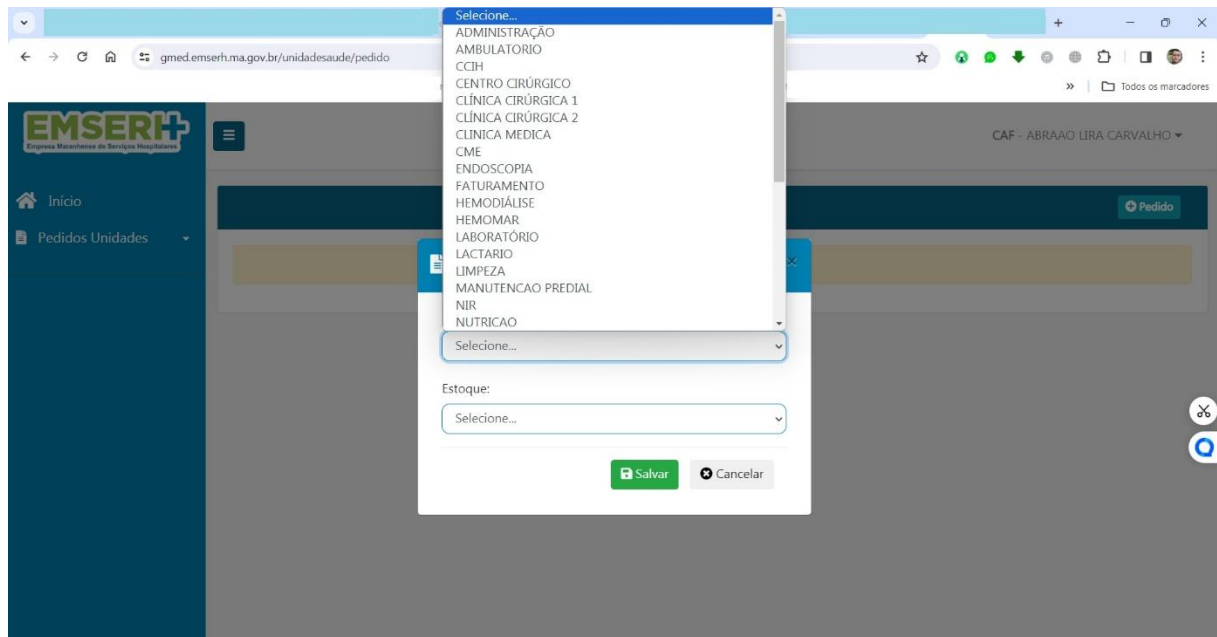 Selecione...
ADMINISTRAÇÃO
AMBULATORIO
CCIH
CENTRO CIRÚRGICO
CLÍNICA CIRÚRGICA 1
CLÍNICA CIRÚRGICA 2
CLINICA MEDICA
CME
ENDOSCOPIA
FATURAMENTO
HEMODIÁLISE
HEMOMAR
LABORATÓRIO
LACTARIO
LIMPEZA
MANUTENCAO PREDIAL
NIR
NUTRICAO
gmed.emserh.ma.gov.br/unidadesaude/pedido
» Todos os marcadores
EMSERH
Empresa Maranhense de Serviços Hospitalares
CAF - ABRAAO LIRA CARVALHO
Início
Pedidos Unidades
Pedido
Selecione...
Estoque:
Selecione...
Salvar Cancelar